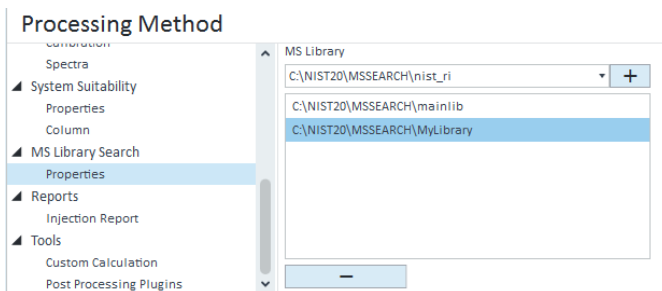 Processing Method
Calibration
Spectra
System Suitability
Properties
Column
MS Library Search
Properties
Reports
Injection Report
Tools
Custom Calculation
Post Processing Plugins
MS Library
C:\NIST20\MSSEARCH\nist_ri
C:\NIST20\MSSEARCH\mainlib
C:\NIST20\MSSEARCH\MyLibrary